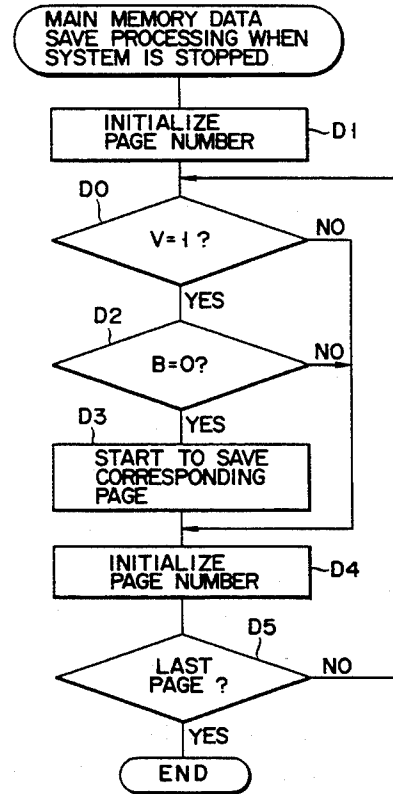 MAIN MEMORY DATA
SAVE PROCESSING WHEN
SYSTEM IS STOPPED
INITIALIZE
PAGE NUMBER
D1
D0
V=1?
NO
YES
D2
B=0?
NO
YES
D3
START TO SAVE
CORRESPONDING
PAGE
INITIALIZE
PAGE NUMBER
D4
D5
LAST
PAGE ?
NO
YES
END